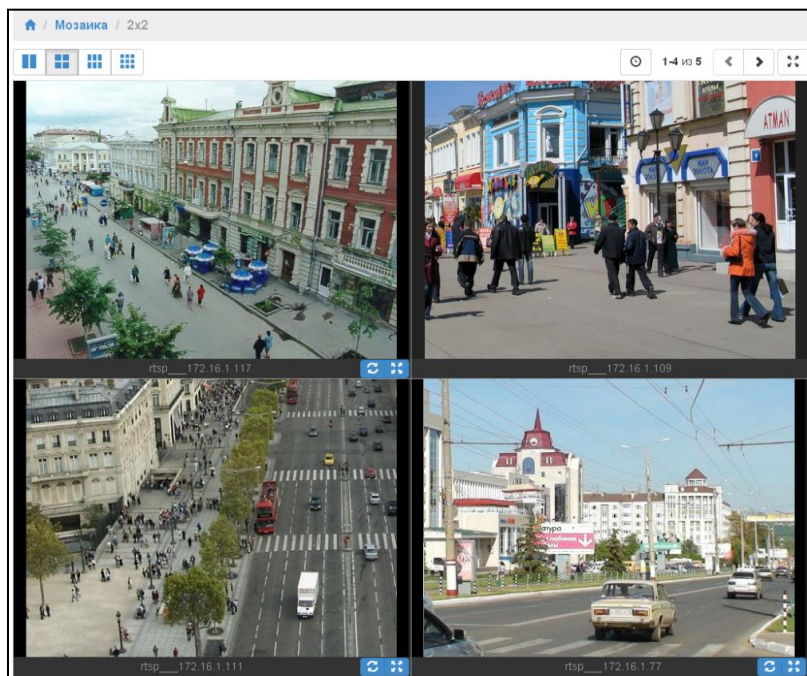 / Мозаика / 2x2
1-4 из 5
ATMAN
rtsp___172.16.1.117
rtsp___172.16.1.109
rtsp___172.16.1.111
rtsp___172.16.1.77